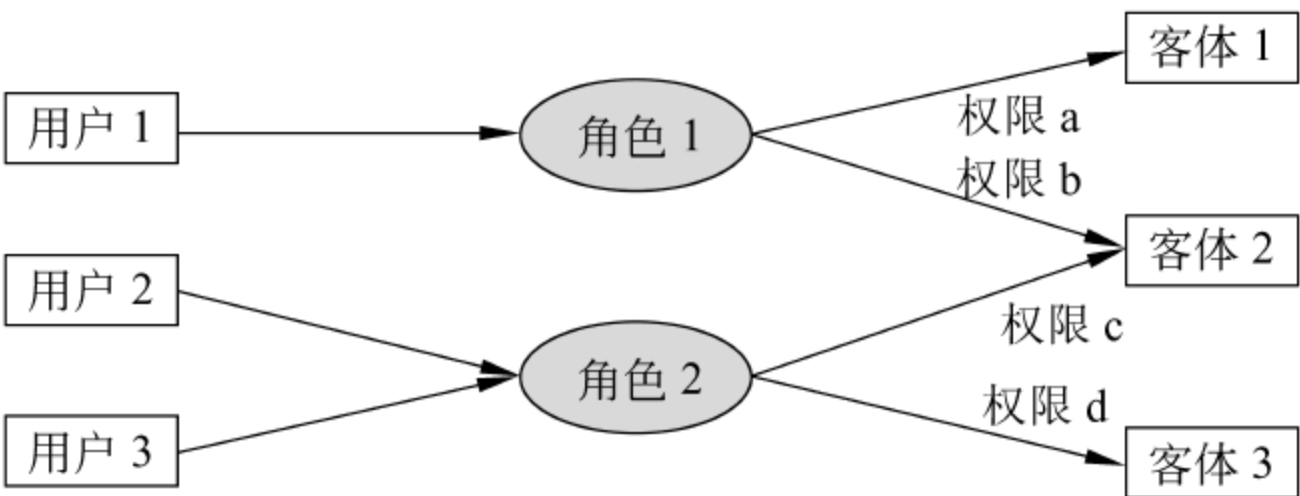 客体 1
用户 1
角色 1
权限 a
权限 b
客体 2
用户 2
权限 c
角色 2
权限 d
用户 3
客体 3